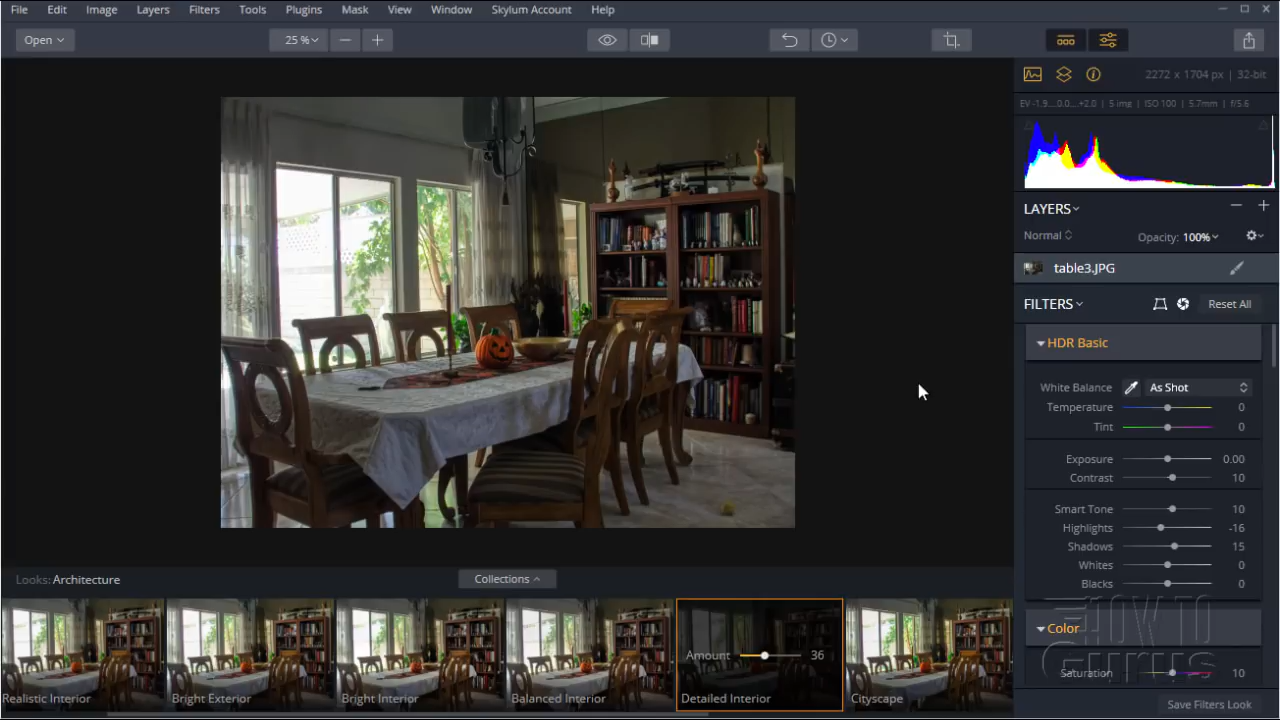 File Edit Image Layers Filters Tools Plugins Mask View Window Skylum Account Help
Open 25 %
2272 x 1704 px | 32-bit
EV -1.9...0.0...+2.0 | 5 img | ISO 100 | 5.7mm | f/5.6
LAYERS
Normal Opacity: 100%
table3.JPG
FILTERS Reset All
HDR Basic
White Balance As Shot
Temperature 0
Tint 0
Exposure 0.00
Contrast 10
Smart Tone 10
Highlights -16
Shadows 15
Whites 0
Blacks 0
Color
Saturation 10
HOW TO
Gurus
Save Filters Look
Looks: Architecture Collections
Amount 36
Realistic Interior Bright Exterior Bright Interior Balanced Interior Detailed Interior Cityscape